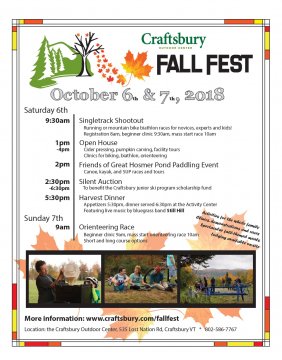 Craftsbury
OUTDOOR CENTER
FALL FEST
October 6th & 7th, 2018
Saturday 6th
9:30am Singletrack Shootout
Running or mountain bike biathlon races for novices, experts and kids!
Registration 8am, beginner clinic 9:30am, mass start race 10am
1pm Open House
-4pm Cider pressing, pumpkin carving, facility tours
Clinics for biking, biathlon, orienteering
2pm Friends of Great Hosmer Pond Paddling Event
Canoe, kayak, and SUP races and tours
2:30pm Silent Auction
-6:30pm To benefit the Craftsbury junior ski program scholarship fund
5:30pm Harvest Dinner
Appetizers 5:30pm, dinner served 6:30pm at the Activity Center
Featuring live music by bluegrass band Still Hill
Sunday 7th
9am Orienteering Race
Beginner clinic 9am, mass start orienteering race 10am
Short and long course options
Activities for the whole family
More Information: www.craftsbury.com/fallfest
Location: the Craftsbury Outdoor Center, 535 Lost Nation Rd, Craftsbury VT * 802-586-7767